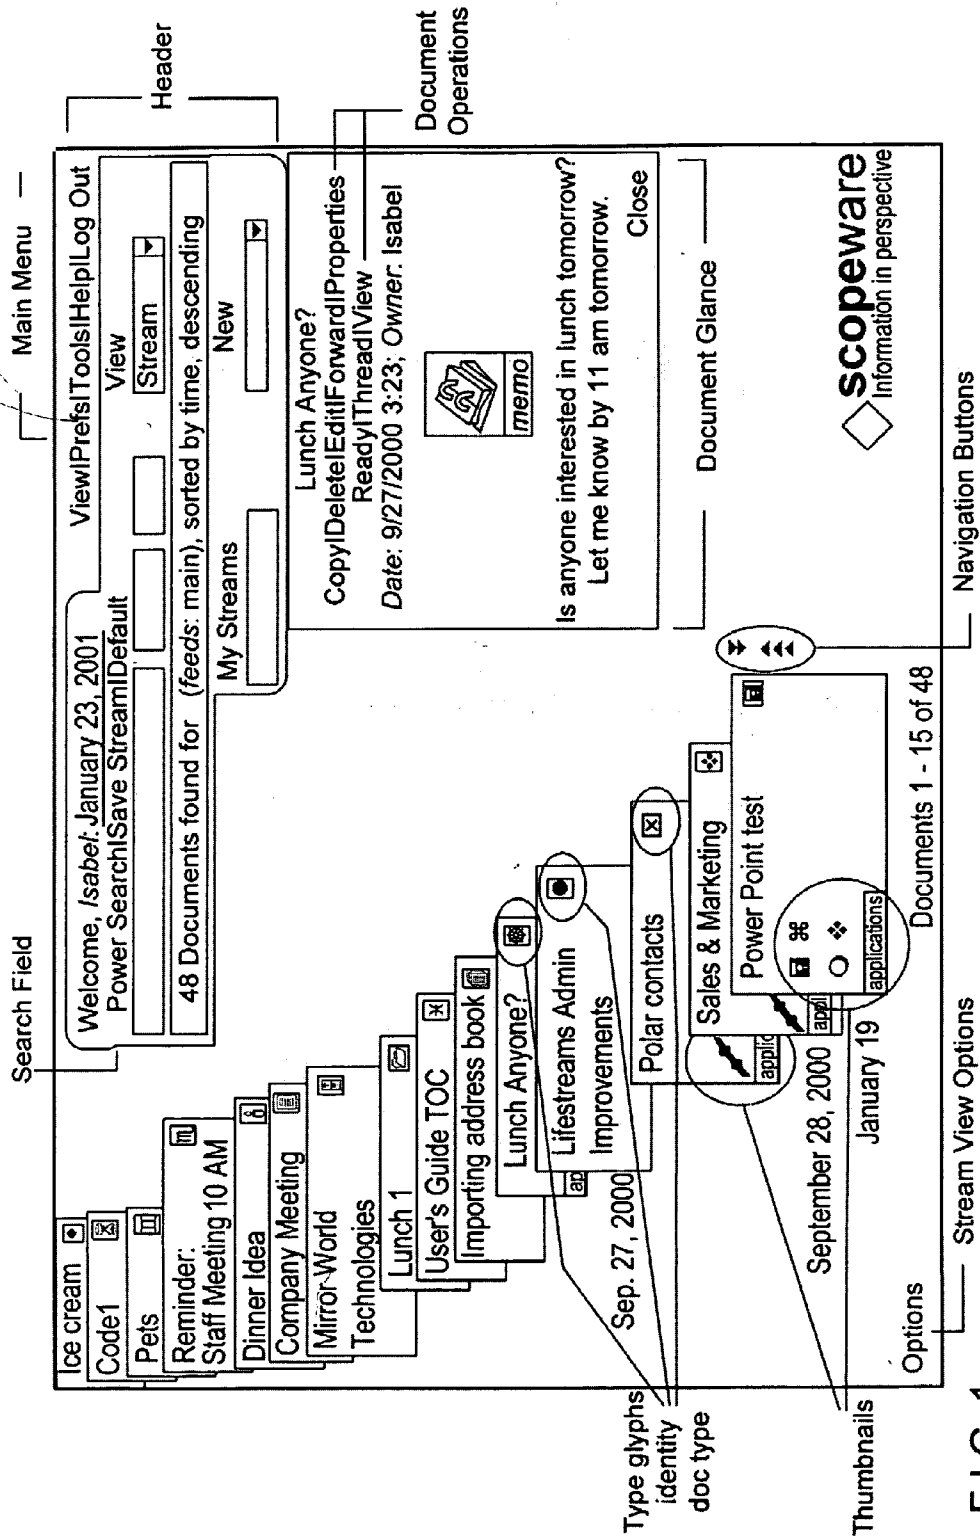 Search Field
Main Menu
Header
Welcome, Isabel: January 23, 2001
View|Prefs|Tools|Help|Log Out
Power Search|Save Stream|Default
View
Stream
48 Documents found for (feeds: main), sorted by time, descending
My Streams
New
Ice cream
Code1
Pets
Reminder:
Staff Meeting 10 AM
Dinner Idea
Company Meeting
Mirror World
Technologies
Lunch 1
User's Guide TOC
Importing address book
Lunch Anyone?
ap
Lifestreams Admin
Improvements
Sep. 27, 2000
Polar contacts
applic
Sales & Marketing
appl
September 28, 2000
Power Point test
applications
January 19
Lunch Anyone?
Copy|Delete|Edit|Forward|Properties
Ready|Thread|View
Date: 9/27/2000 3:23; Owner: Isabel
memo
Is anyone interested in lunch tomorrow?
Let me know by 11 am tomorrow.
Close
Document
Operations
Document Glance
Type glyphs
identity
doc type
Thumbnails
Options
Documents 1 - 15 of 48
scopeware
Information in perspective
Stream View Options
Navigation Buttons
FIG. 1